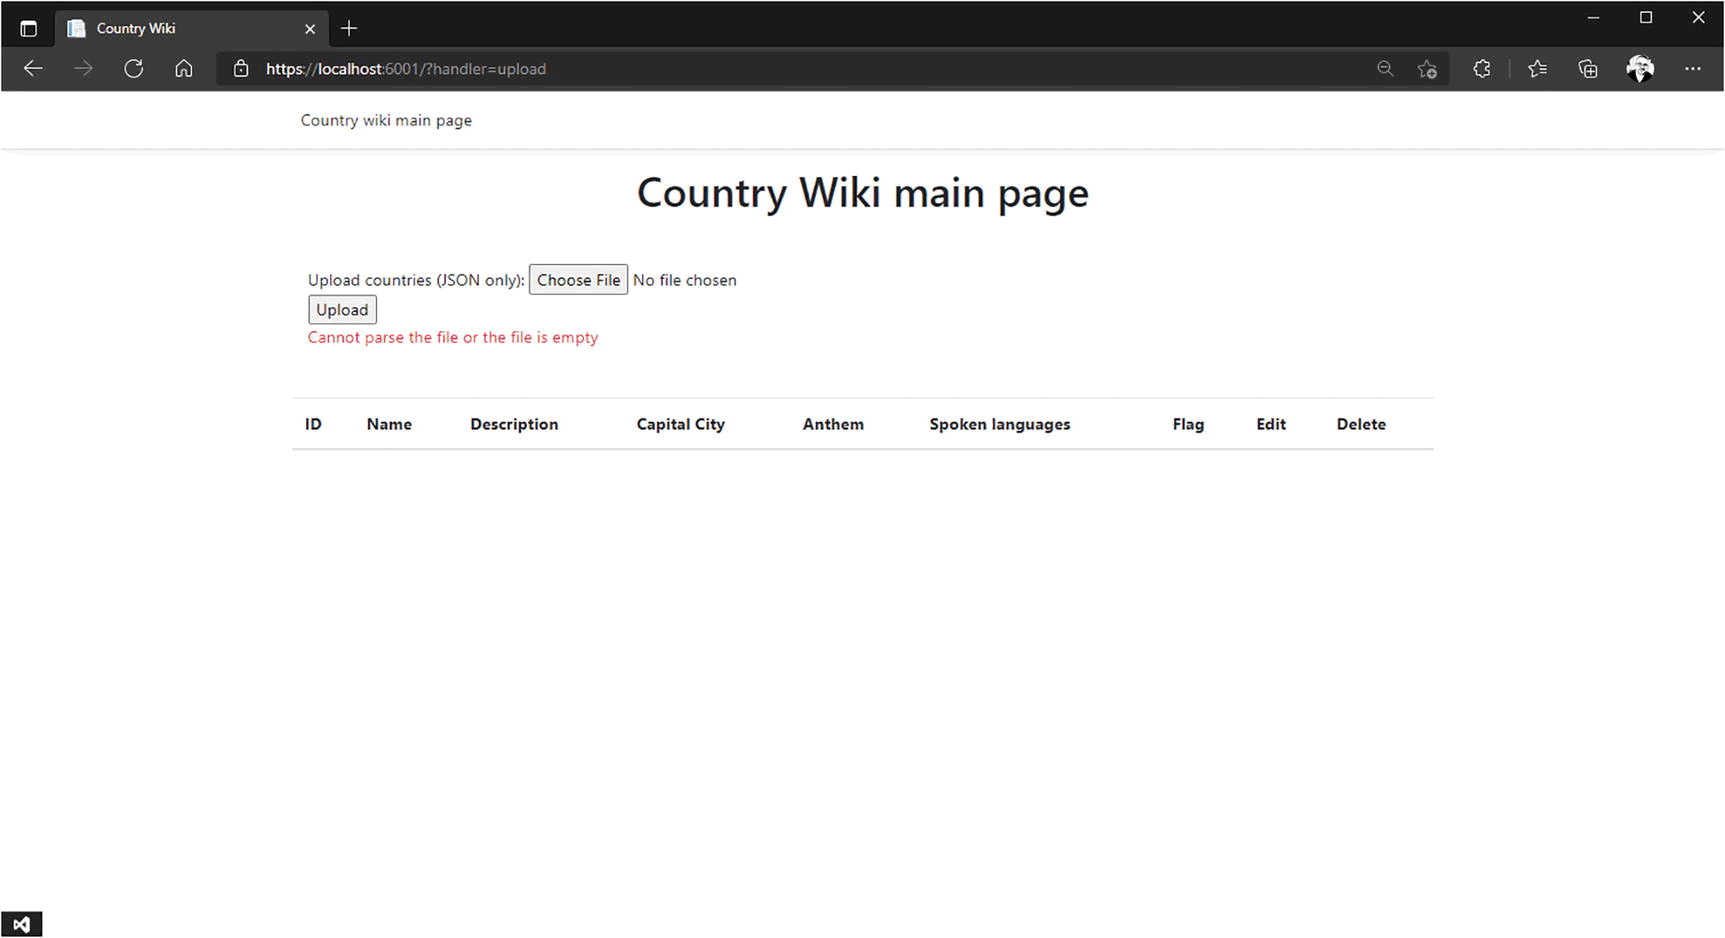 Country Wiki
https://localhost:6001/?handler=upload
Country wiki main page
Country Wiki main page
Upload countries (JSON only): Choose File No file chosen
Upload
Cannot parse the file or the file is empty
ID Name Description Capital City Anthem Spoken languages Flag Edit Delete